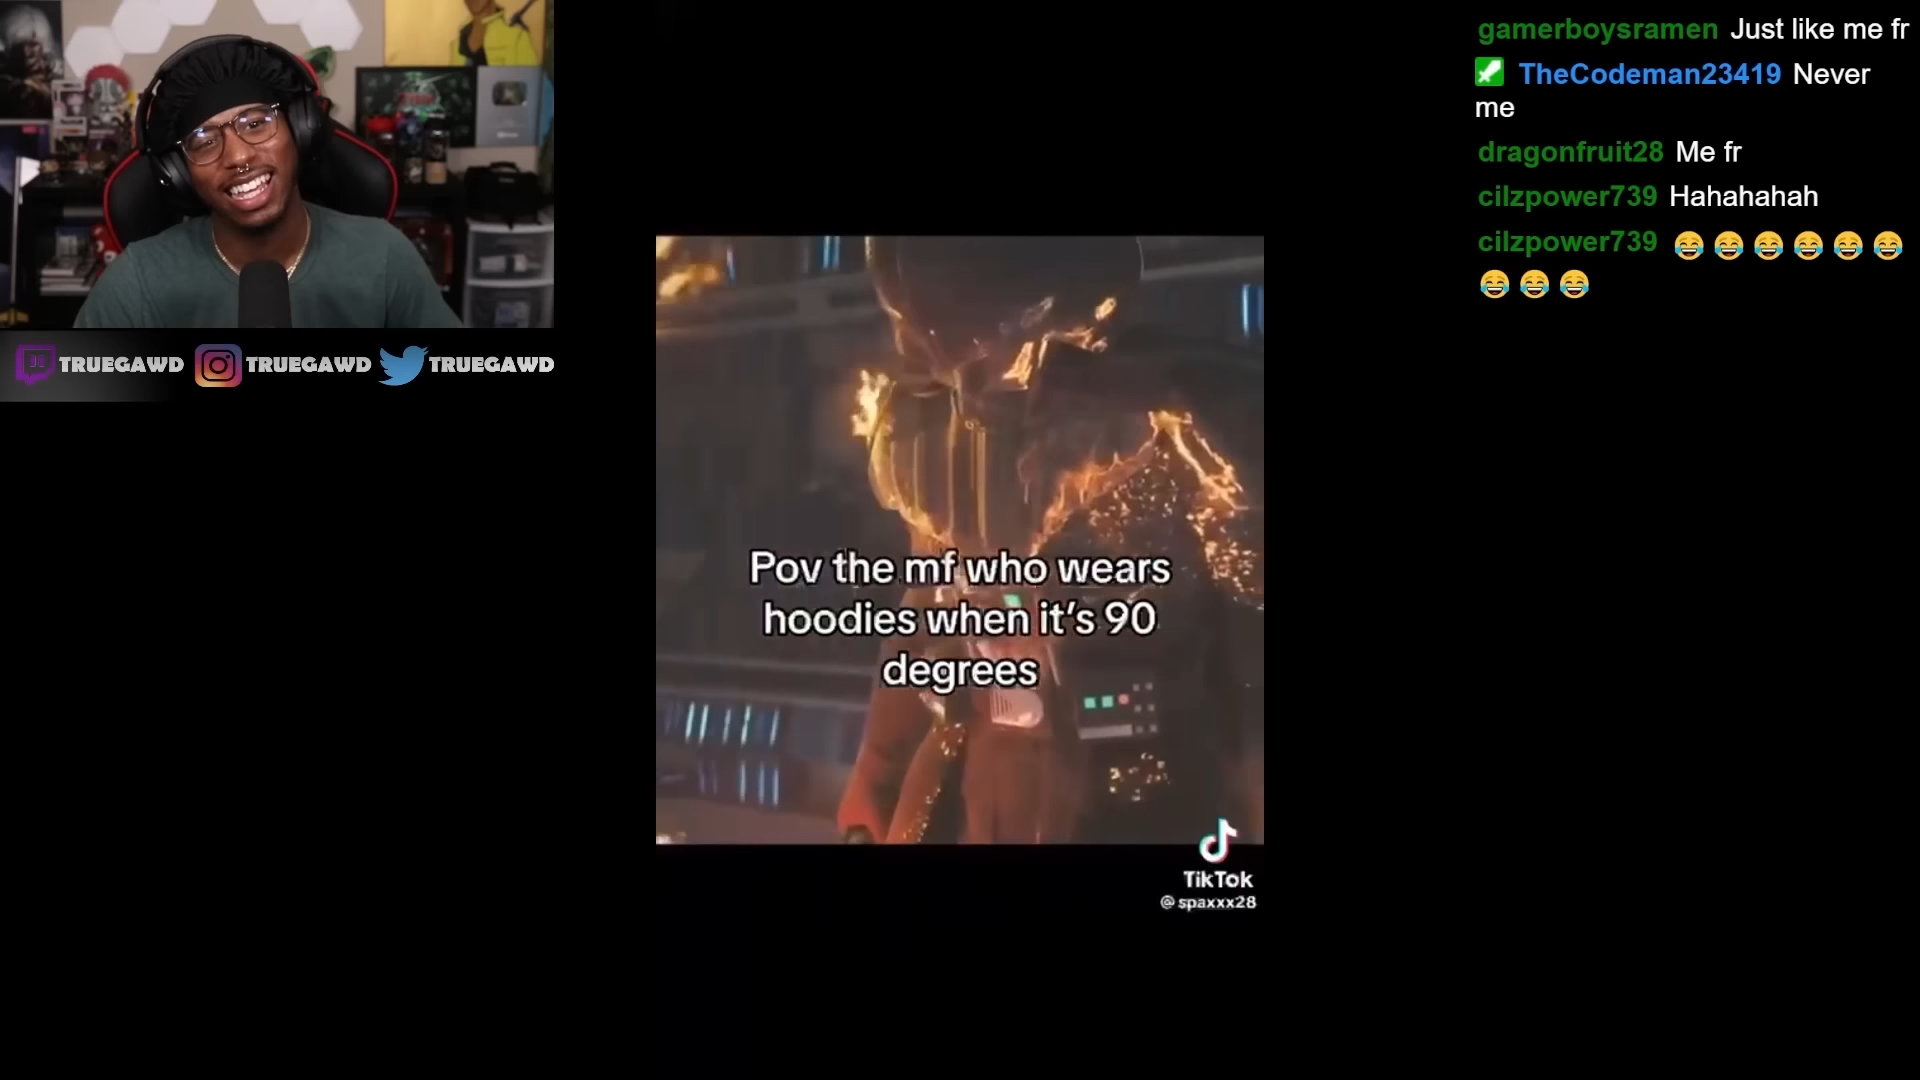 gamerboysramen Just like me fr
TheCodeman23419 Never
me
dragonfruit28 Me fr
cilzpower739 Hahahahah
cilzpower739 😂😂😂😂😂😂
😂😂😂
TRUEGAWD TRUEGAWD TRUEGAWD
Pov the mf who wears
hoodies when it's 90
degrees
TikTok
@spaxxx28